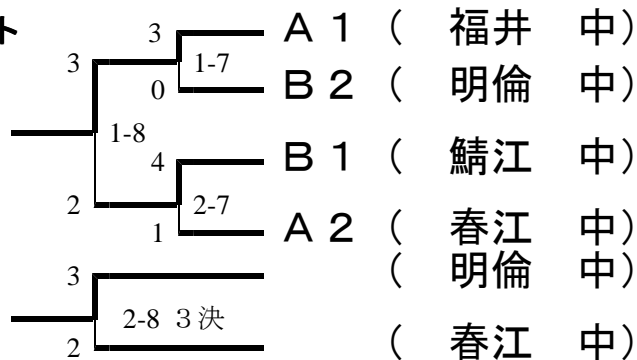 ト
3 A1 ( 福井 中)
3 1-7
0 B2 ( 明倫 中)
1-8
4 B1 ( 鯖江 中)
2 2-7
1 A2 ( 春江 中)
3 ( 明倫 中)
2-8 3決
2 ( 春江 中)